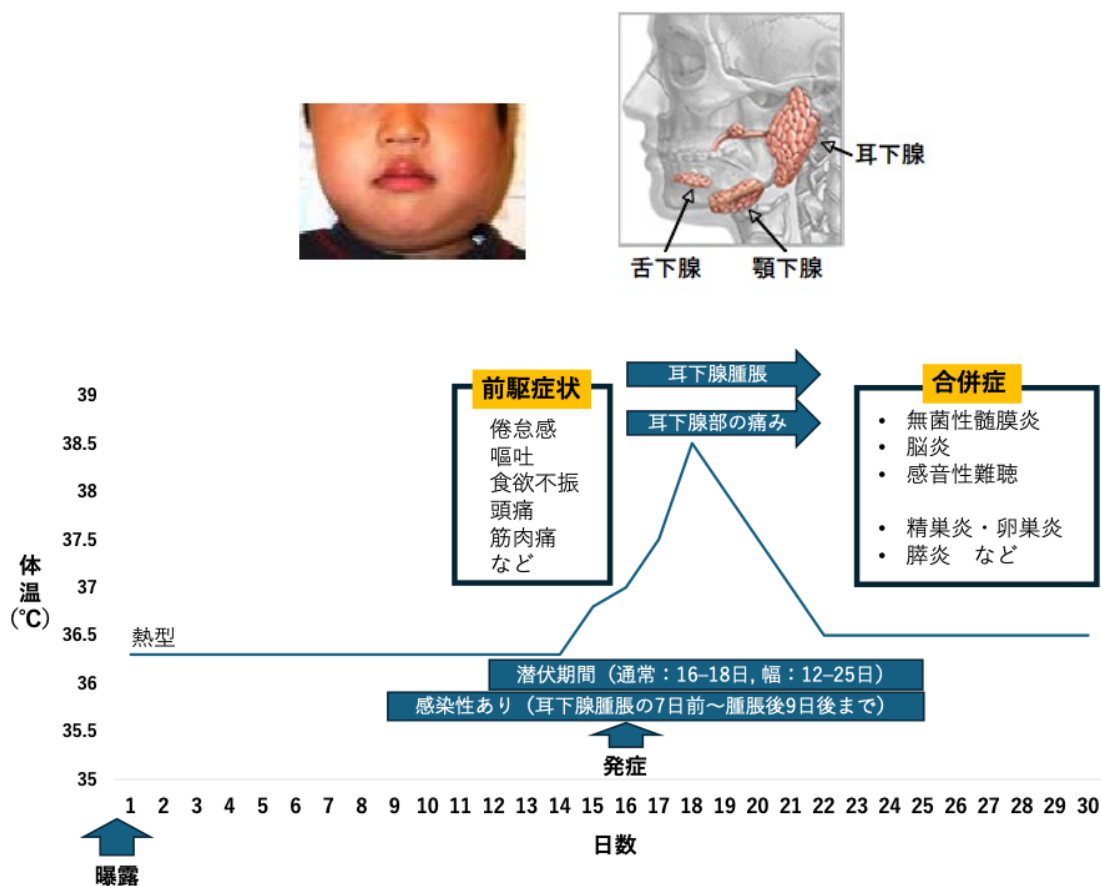 耳下腺
舌下腺
顎下腺
耳下腺腫脹
耳下腺部の痛み
前駆症状
倦怠感
嘔吐
食欲不振
頭痛
筋肉痛
など
合併症
• 無菌性髄膜炎
• 脳炎
• 感音性難聴
• 精巣炎・卵巣炎
• 膵炎　など
体温
(℃)
39
38.5
38
37.5
37
36.5
36
35.5
35
熱型
潜伏期間（通常：16–18日, 幅：12–25日）
感染性あり（耳下腺腫脹の7日前～腫脹後9日後まで）
発症
1 2 3 4 5 6 7 8 9 10 11 12 13 14 15 16 17 18 19 20 21 22 23 24 25 26 27 28 29 30
日数
曝露